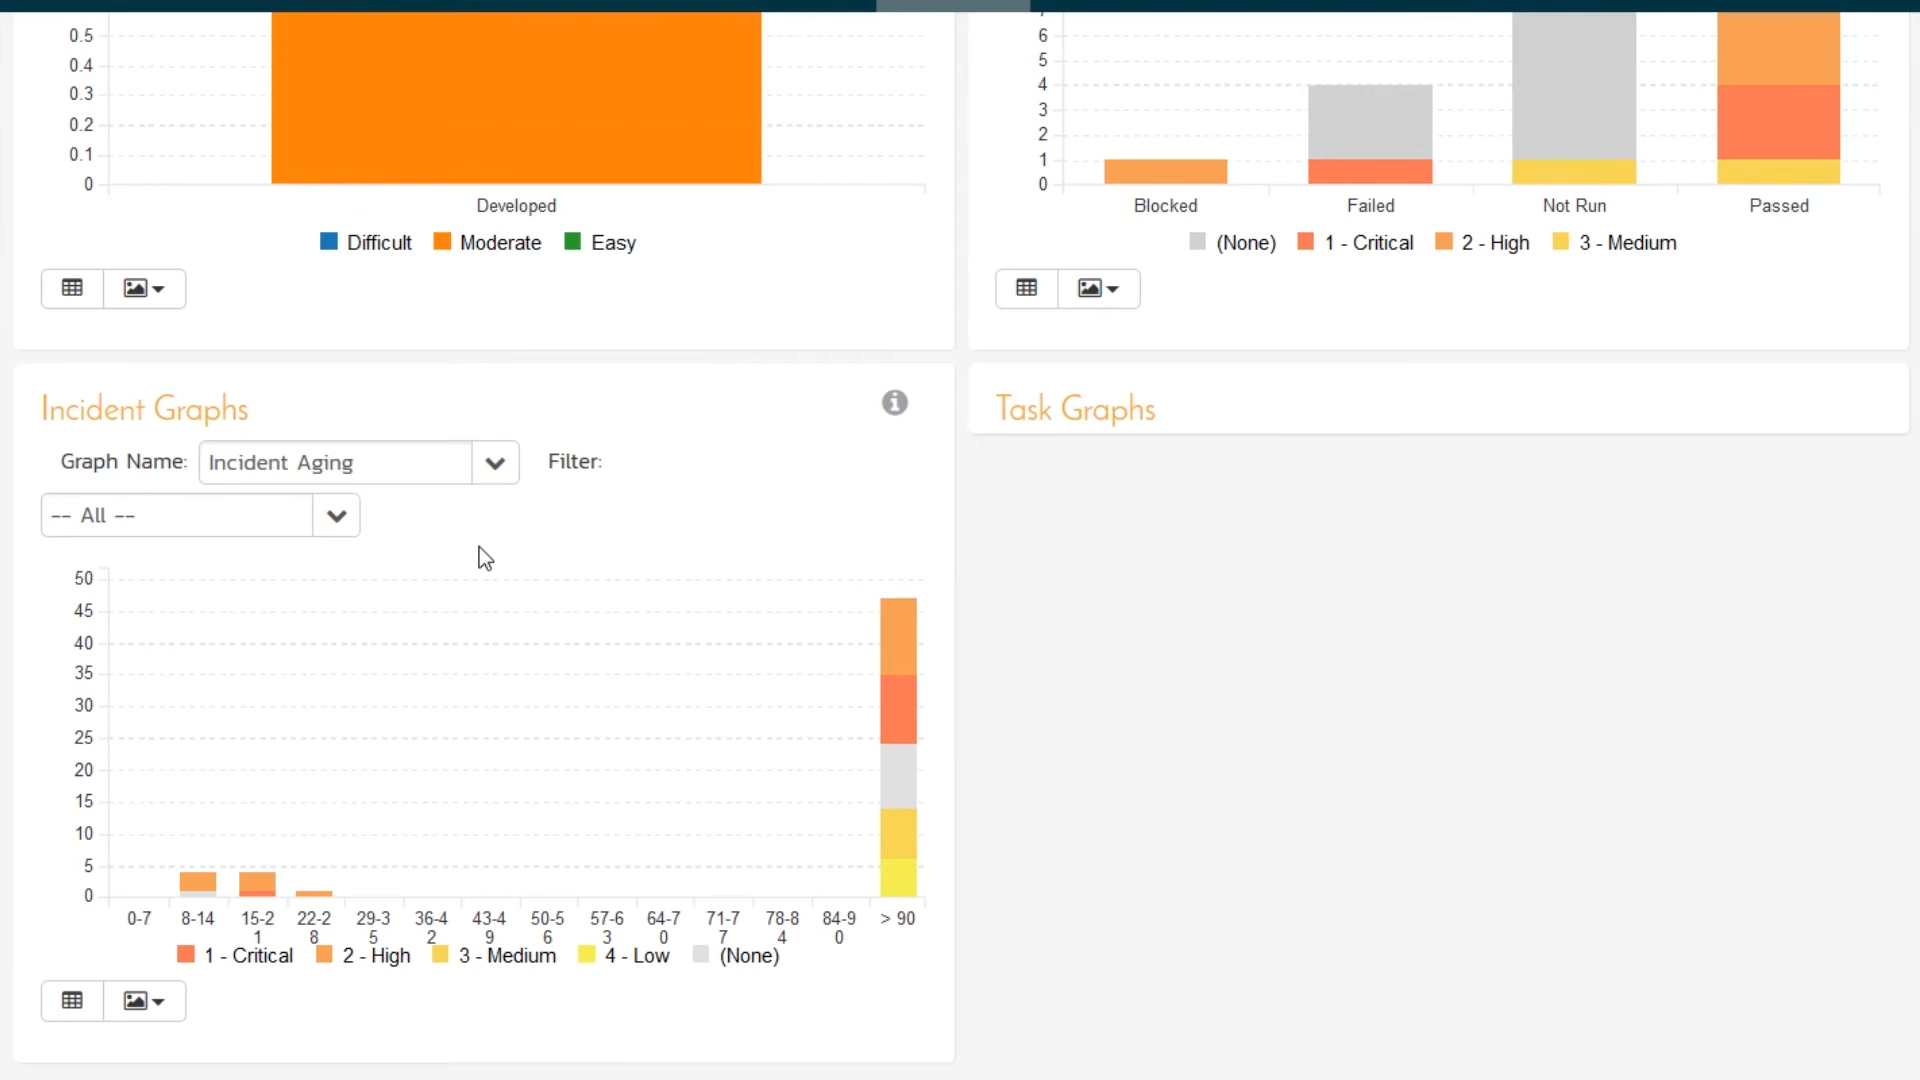 0.5
0.4
0.3
0.2
0.1
0
Developed
Difficult Moderate Easy
6
5
4
3
2
1
0
Blocked Failed Not Run Passed
(None) 1 - Critical 2 - High 3 - Medium
Incident Graphs
Graph Name: Incident Aging Filter:
-- All --
50
45
40
35
30
25
20
15
10
5
0
0-7 8-14 15-21 22-28 29-35 36-42 43-49 50-56 57-63 64-70 71-77 78-84 84-90 > 90
1 - Critical 2 - High 3 - Medium 4 - Low (None)
Task Graphs